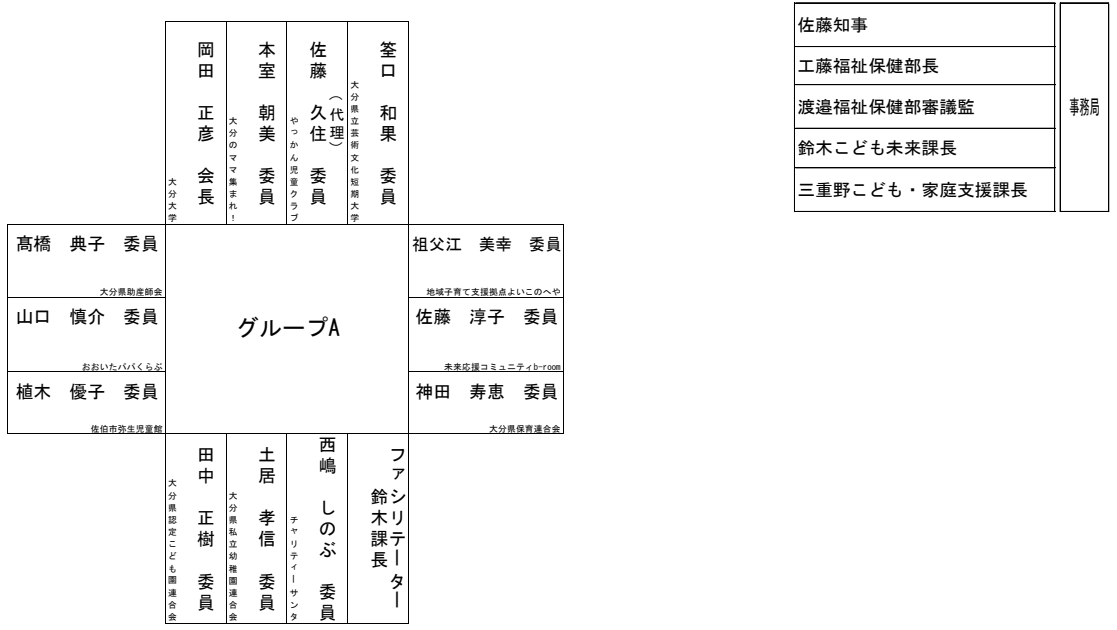 佐藤知事
工藤福祉保健部長
渡邉福祉保健部審議監
鈴木こども未来課長
三重野こども・家庭支援課長
事務局
岡田　正彦　会長
大分大学
本室　朝美　委員
大分のママ集まれ！
佐藤　久住　委員
（代理）
やっかん児童クラブ
筌口　和果　委員
大分県立芸術文化短期大学
髙橋　典子　委員
大分県助産師会
山口　慎介　委員
おおいたパパくらぶ
植木　優子　委員
佐伯市弥生児童館
グループA
祖父江　美幸　委員
地域子育て支援拠点よいこのへや
佐藤　淳子　委員
未来応援コミュニティb-room
神田　寿恵　委員
大分県保育連合会
田中　正樹　委員
大分県認定こども園連合会
土居　孝信　委員
大分県私立幼稚園連合会
西嶋　しのぶ　委員
チャリティーサンタ
ファシリテーター
鈴木課長